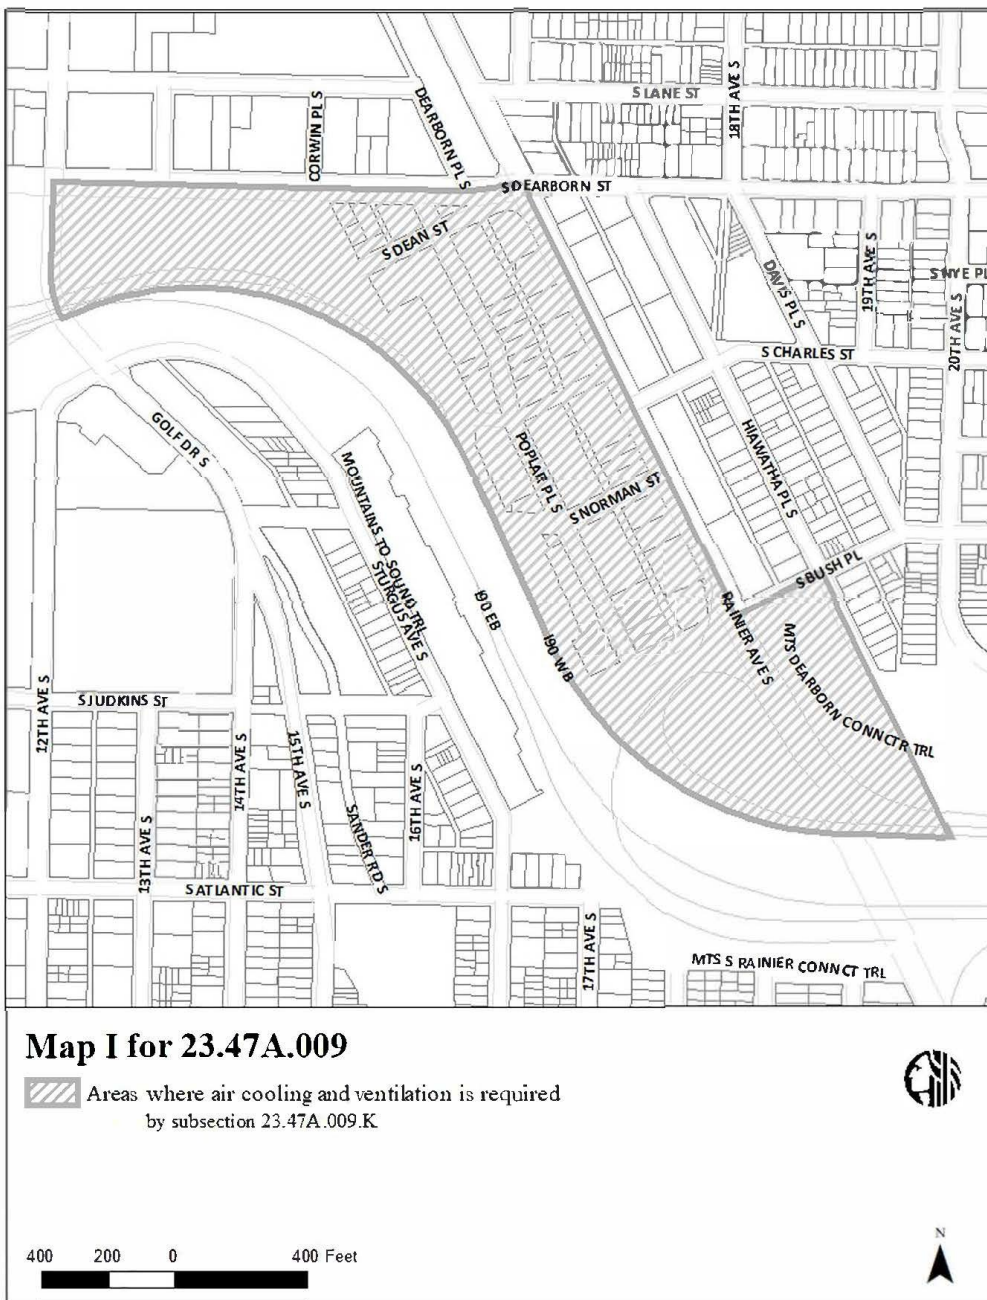 18TH AVE S
S LANE ST
CORWIN PL S
DEARBORN PL S
S DEARBORN ST
S DEAN ST
DAVIS PL S
19TH AVE S
S NYE PL
20TH AVE S
S CHARLES ST
GOLF DR S
MOUNTAINS TO SOUND TRL
STURGUS AVE S
POPLAR PL S
S NORMAN ST
HIAWATHA PL S
S BUSH PL
I90 EB
I90 WB
RAINIER AVE S
MTS DEARBORN CONNCTR TRL
12TH AVE S
S JUDKINS ST
13TH AVE S
14TH AVE S
15TH AVE S
SANDER RD S
16TH AVE S
S ATLANTIC ST
17TH AVE S
MTS S RAINIER CONNCT TRL
Map I for 23.47A.009
Areas where air cooling and ventilation is required
by subsection 23.47A.009.K
400 200 0 400 Feet
N